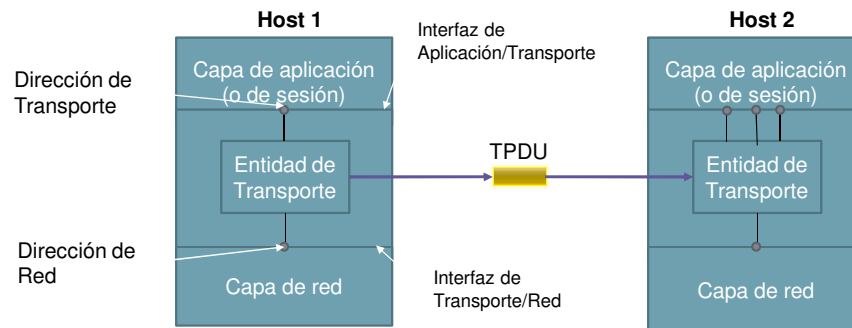 Host 1
Host 2
Interfaz de
Aplicación/Transporte
Capa de aplicación
(o de sesión)
Capa de aplicación
(o de sesión)
Dirección de
Transporte
TPDU
Entidad de
Transporte
Entidad de
Transporte
Dirección de
Red
Interfaz de
Transporte/Red
Capa de red
Capa de red